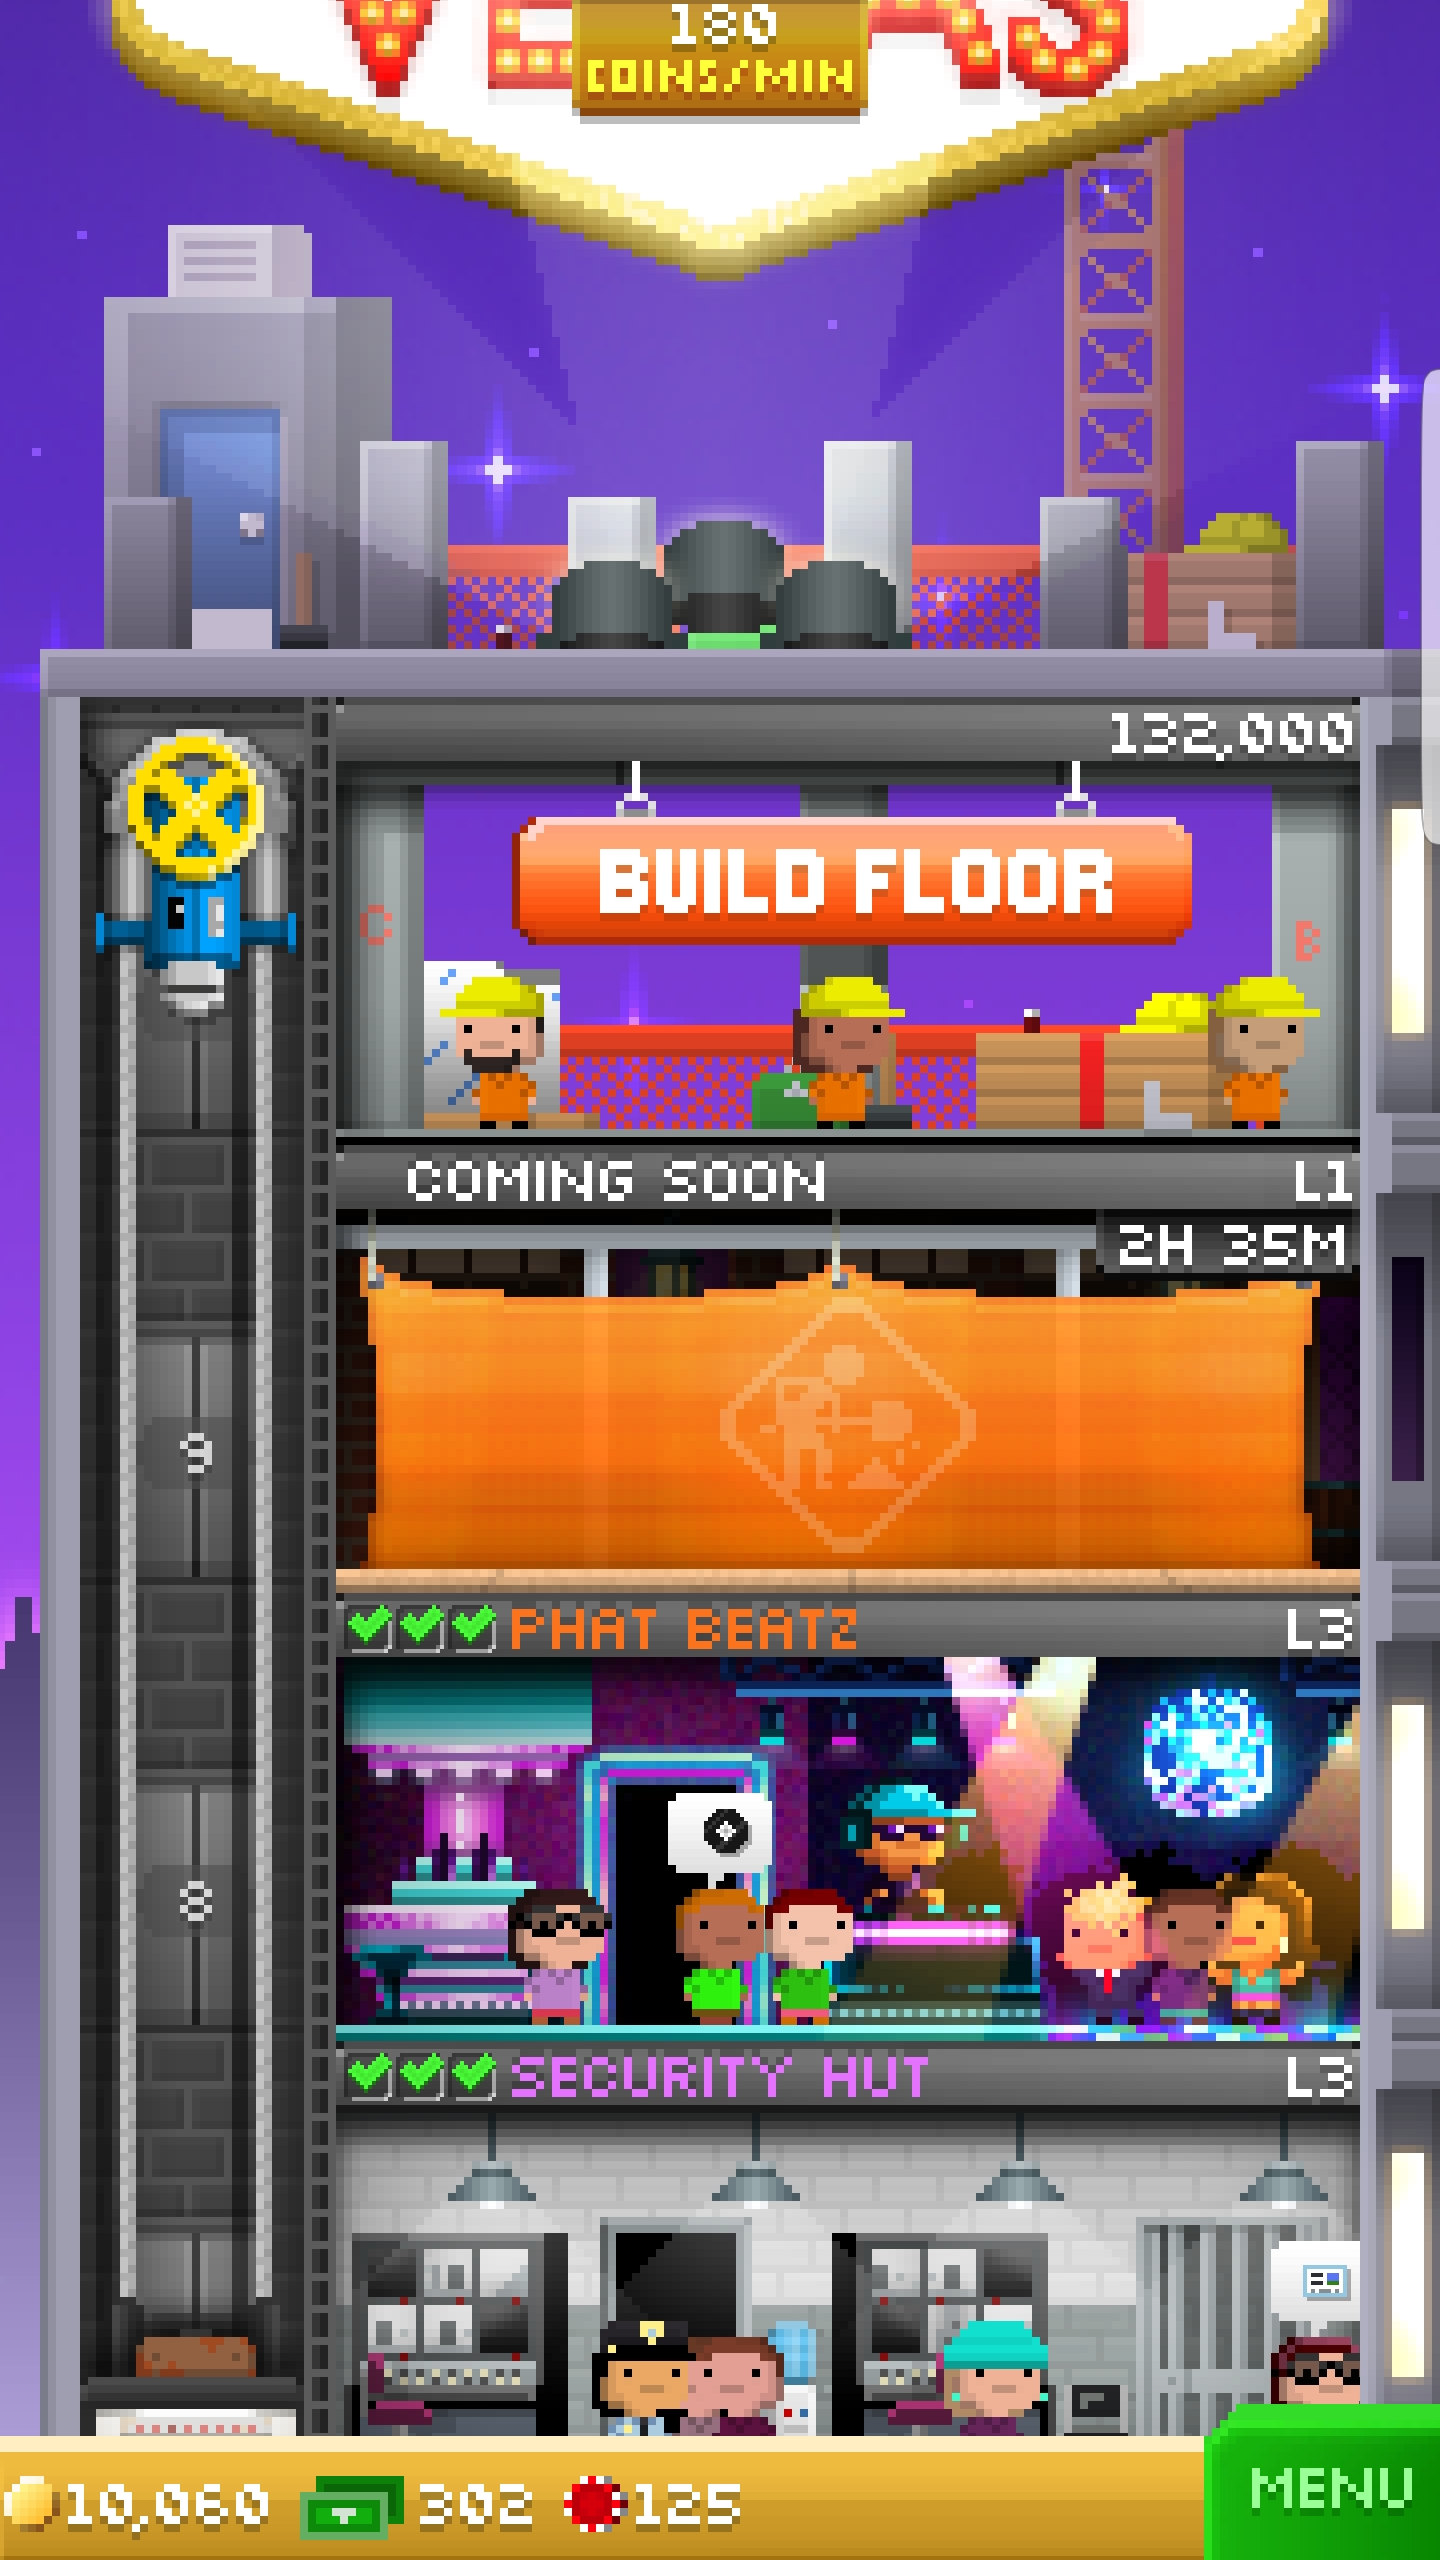 180
COINS/MIN
132,000
BUILD FLOOR
C
B
COMING SOON L1
2H 35M
9
PHAT BEATZ L3
8
SECURITY HUT L3
10,060 302 125
MENU